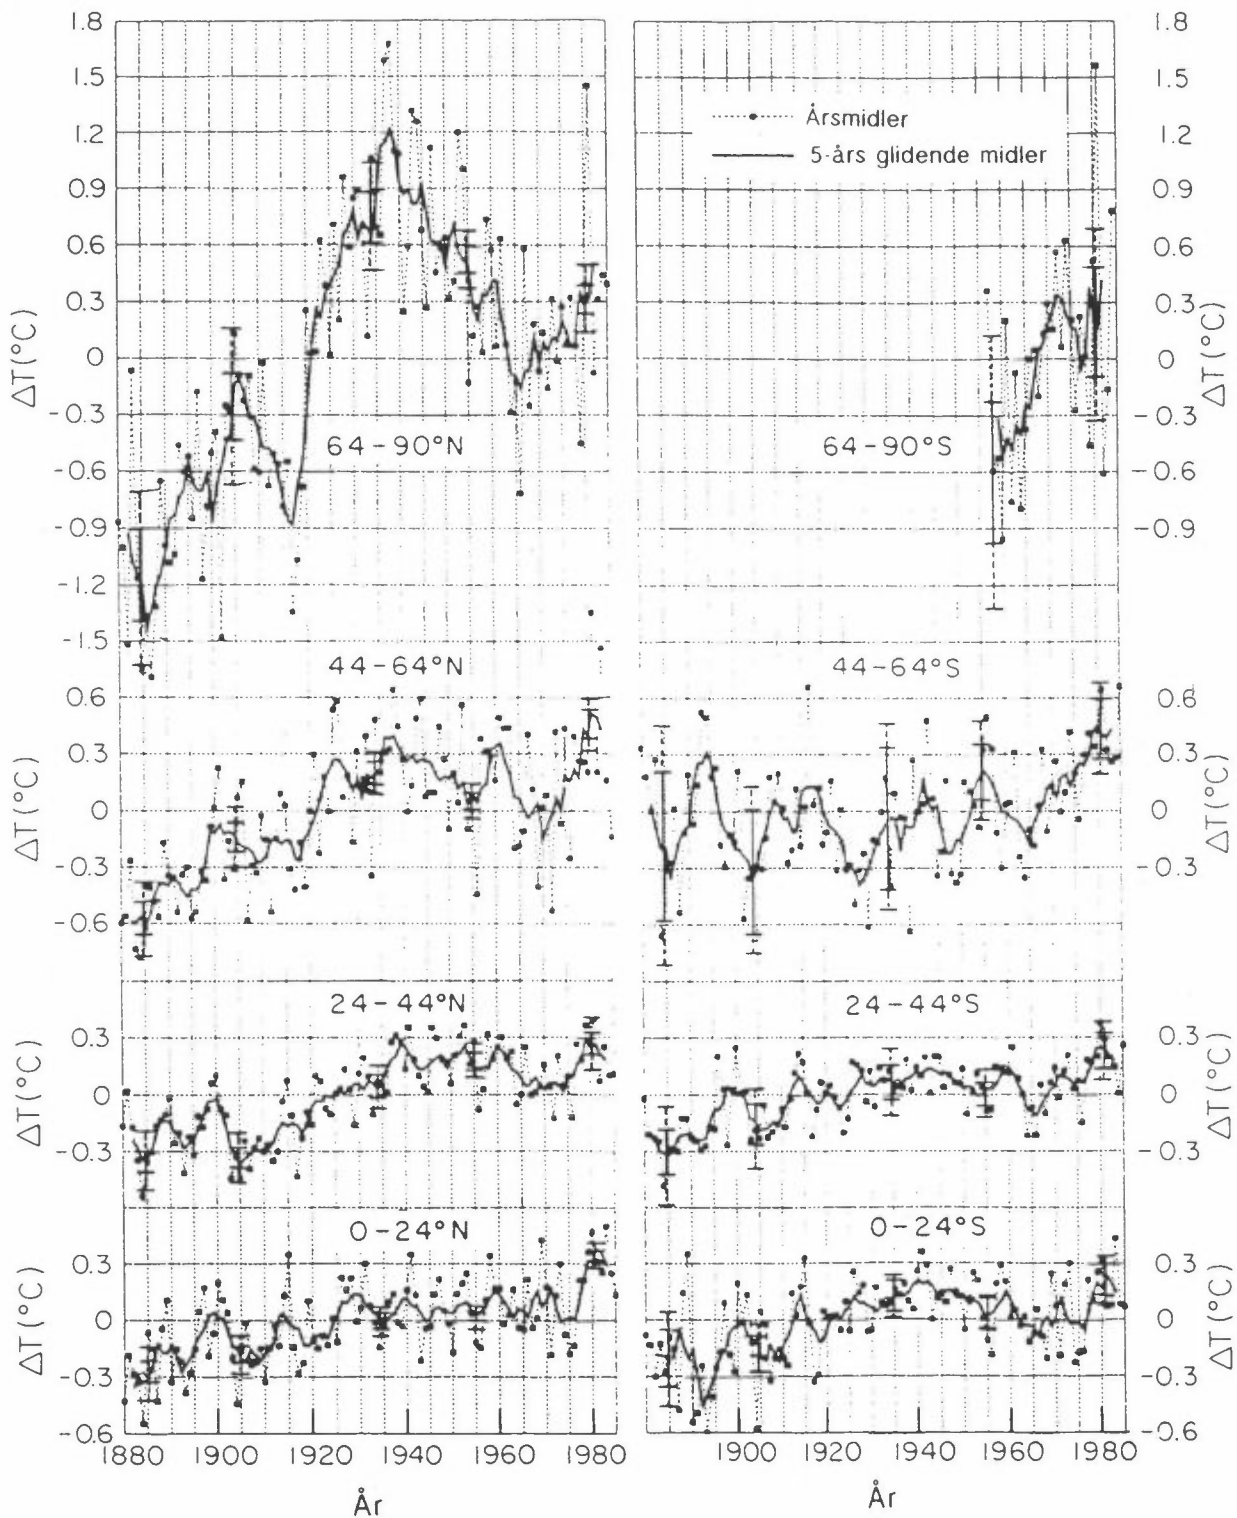 1.8
1.5
1.2
0.9
0.6
0.3
0
-0.3
-0.6
-0.9
-1.2
-1.5
ΔT(°C)
64-90°N
1.8
1.5
1.2
0.9
0.6
0.3
0
-0.3
-0.6
-0.9
ΔT(°C)
Årsmidler
5-års glidende midler
64-90°S
44-64°N
0.6
0.3
0
-0.3
-0.6
ΔT(°C)
44-64°S
0.6
0.3
0
-0.3
ΔT(°C)
24-44°N
0.3
0
-0.3
ΔT(°C)
24-44°S
0.3
0
-0.3
ΔT(°C)
0-24°N
0.3
0
-0.3
-0.6
ΔT(°C)
0-24°S
0.3
0
-0.3
-0.6
ΔT(°C)
1880 1900 1920 1940 1960 1980
År
1900 1920 1940 1960 1980
År